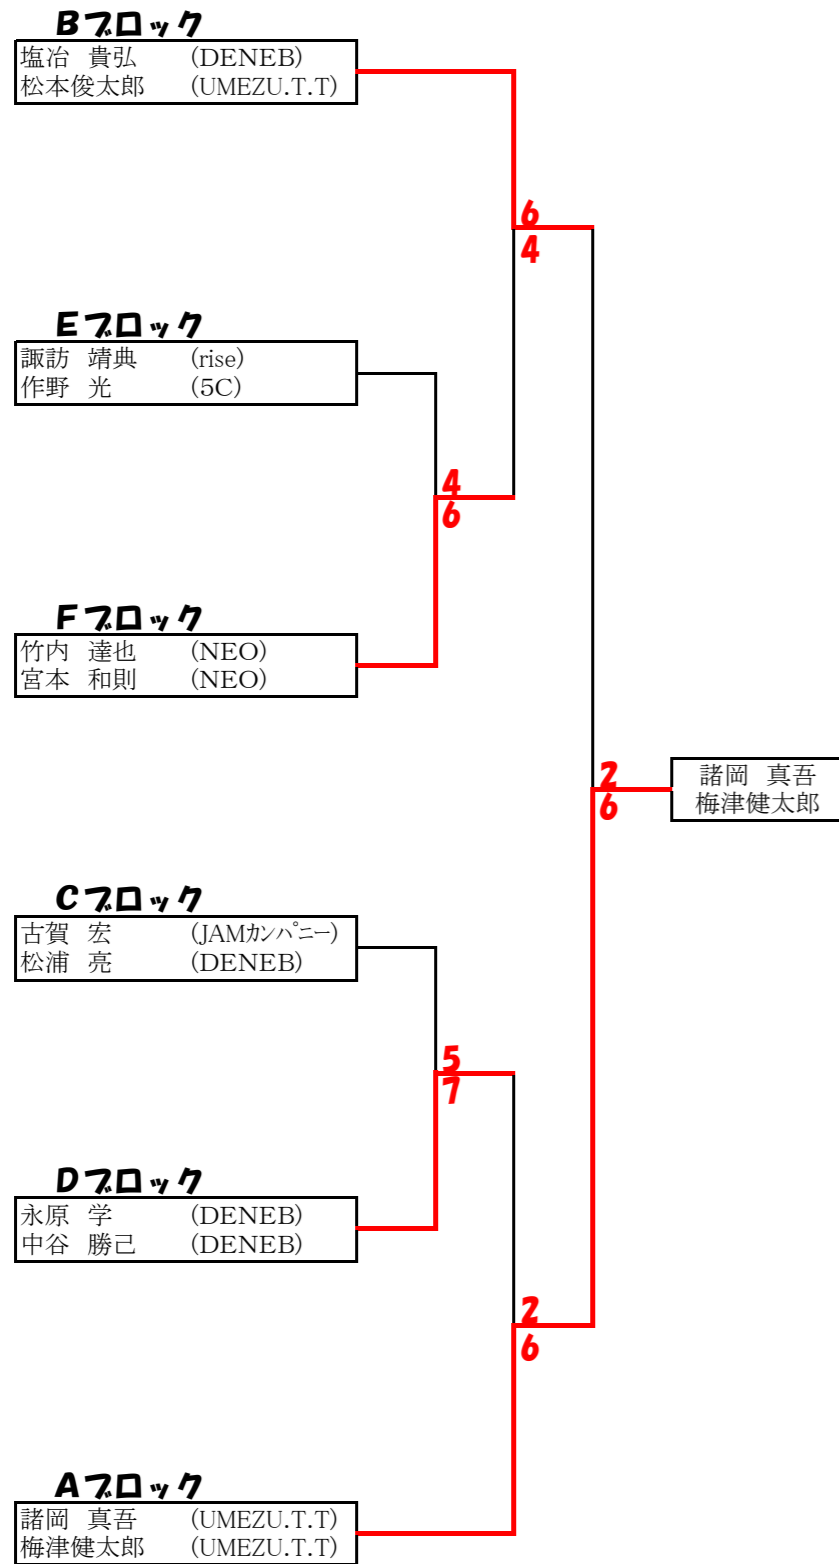 Bブロック
塩冶 貴弘 (DENEB)
松本俊太郎 (UMEZU.T.T)
6
4
Eブロック
諏訪 靖典 (rise)
作野 光 (5C)
4
6
Fブロック
竹内 達也 (NEO)
宮本 和則 (NEO)
2
6
諸岡 真吾
梅津健太郎
Cブロック
古賀 宏 (JAMｶﾝﾊﾟﾆｰ)
松浦 亮 (DENEB)
5
7
Dブロック
永原 学 (DENEB)
中谷 勝己 (DENEB)
2
6
Aブロック
諸岡 真吾 (UMEZU.T.T)
梅津健太郎 (UMEZU.T.T)